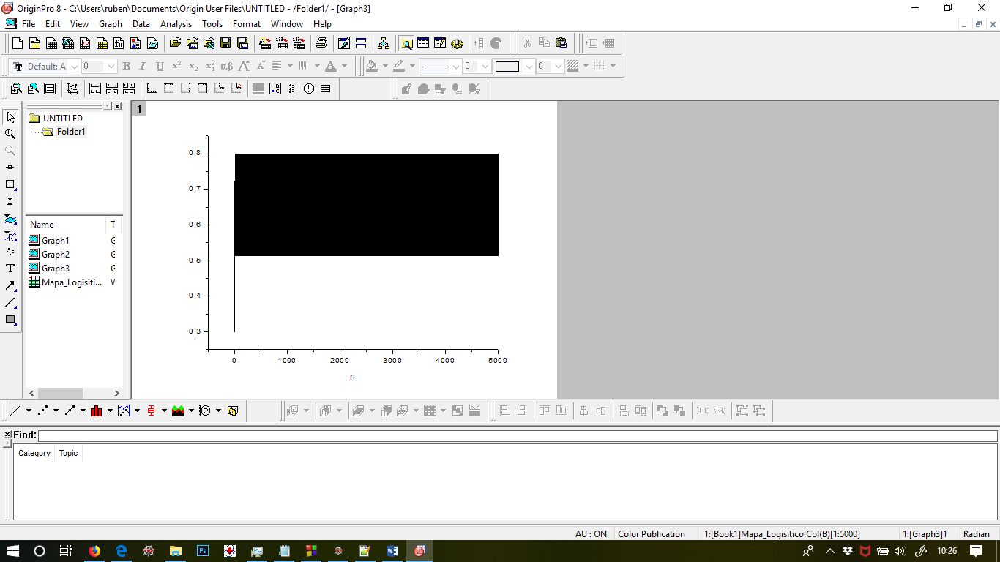 OriginPro 8 - C:\Users\ruben\Documents\Origin User Files\UNTITLED - /Folder1/ - [Graph3]
File Edit View Graph Data Analysis Tools Format Window Help
Default: A 0 B I U x² x₂ αβ A A A 0 0
UNTITLED
Folder1
1
Name T
Graph1 G
Graph2 G
Graph3 G
Mapa_Logisiti... W
0,8
0,7
0,6
0,5
0,4
0,3
0 1000 2000 3000 4000 5000
n
T
Find:
Category Topic
AU : ON Color Publication 1:[Book1]Mapa_Logisitico!Col(B)[1:5000] 1:[Graph3]1 Radian
10:26